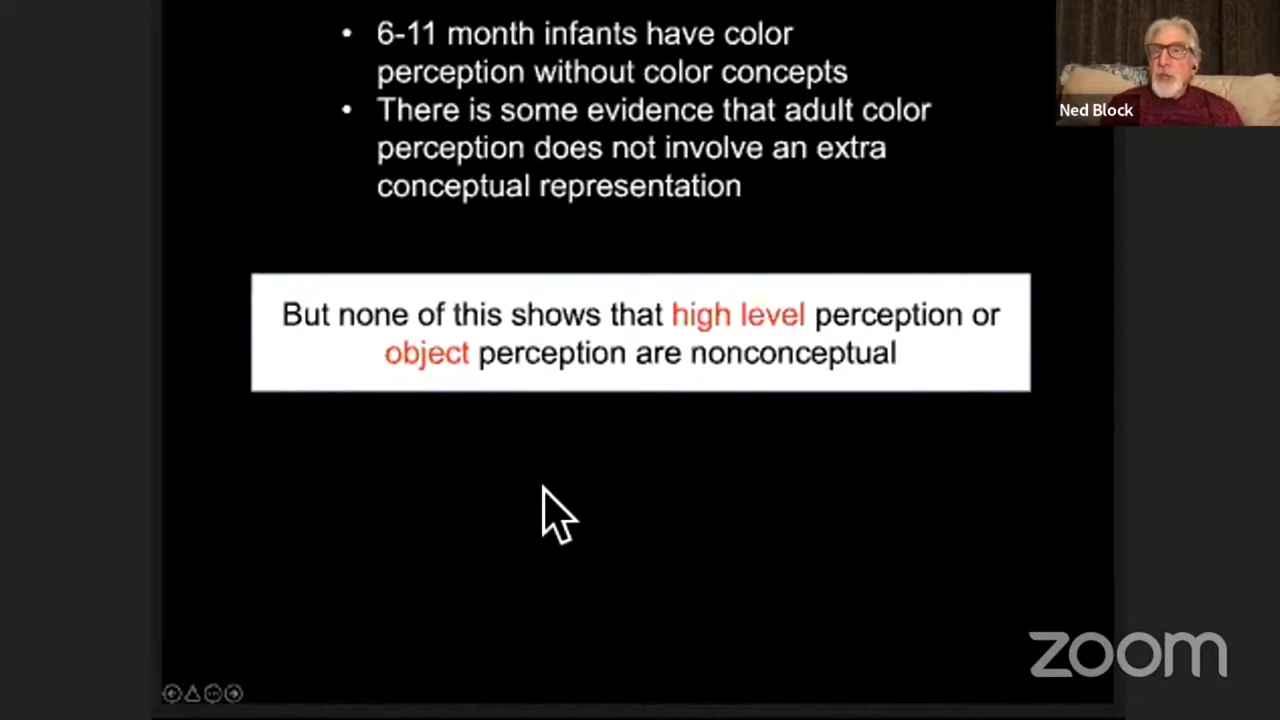 • 6-11 month infants have color
perception without color concepts
• There is some evidence that adult color
perception does not involve an extra
conceptual representation
Ned Block
But none of this shows that high level perception or
object perception are nonconceptual
zoom